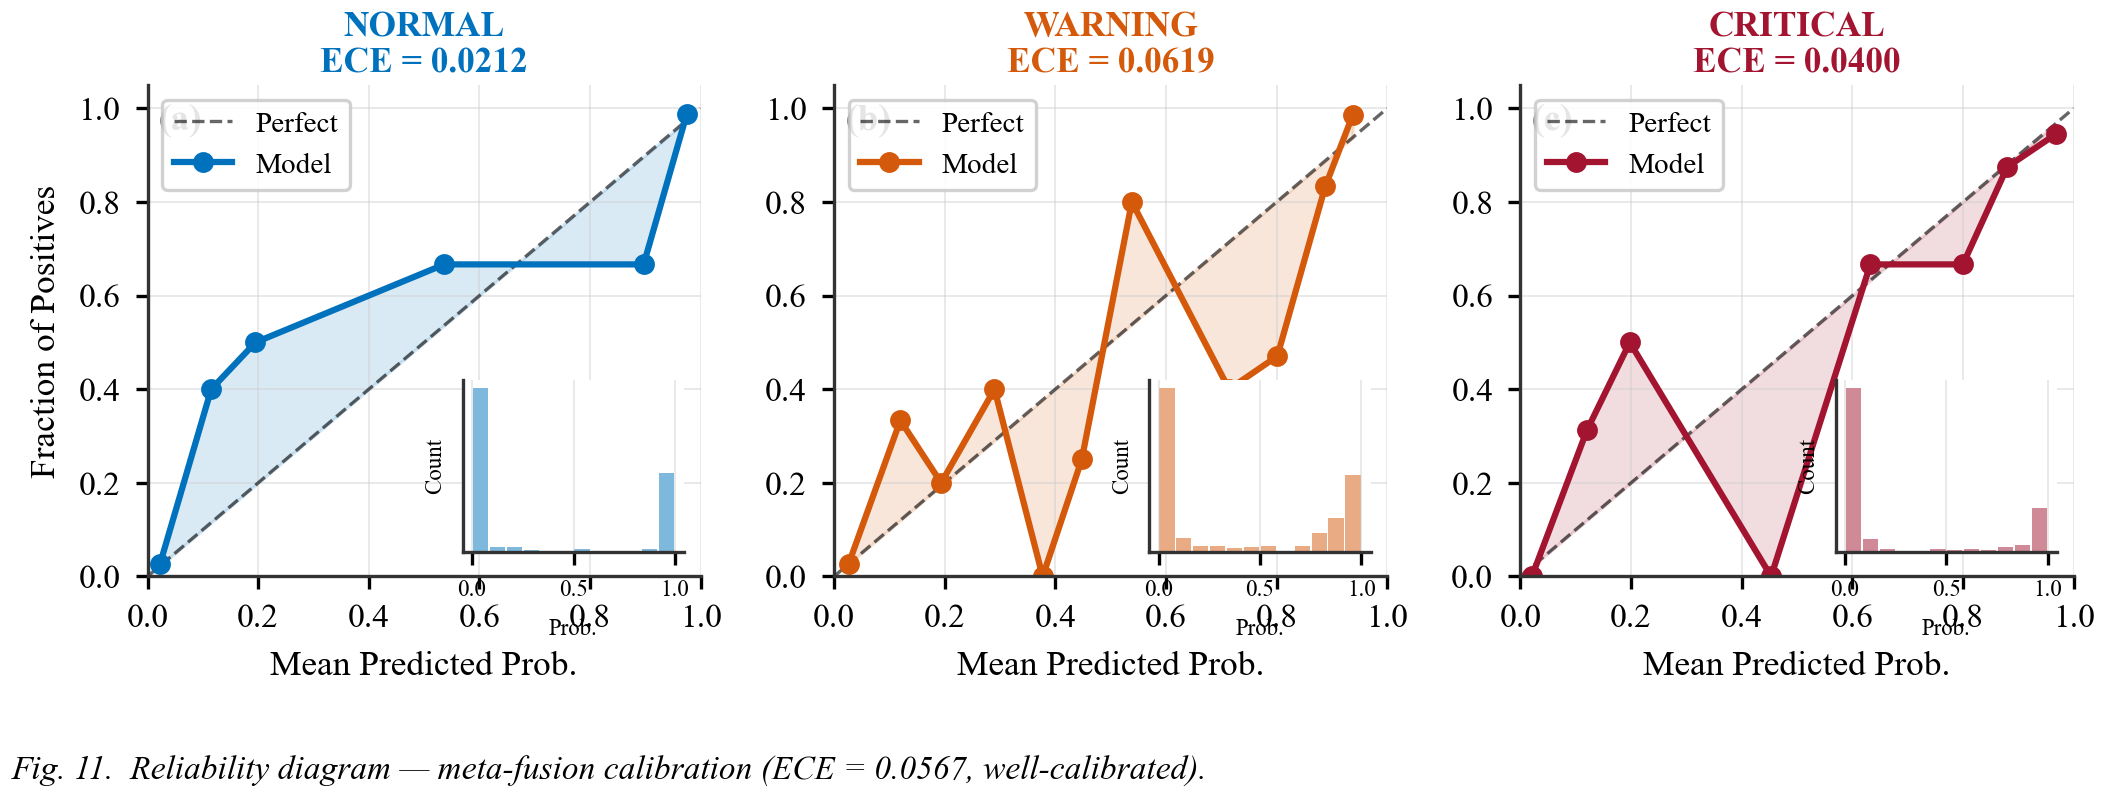 NORMAL
ECE = 0.0212
(a)
Perfect
Model
1.0
0.8
0.6
0.4
0.2
0.0
Fraction of Positives
Count
0.0 0.5 1.0
Prob.
0.0 0.2 0.4 0.6 0.8 1.0
Mean Predicted Prob.
WARNING
ECE = 0.0619
(b)
Perfect
Model
1.0
0.8
0.6
0.4
0.2
0.0
Count
0.0 0.5 1.0
Prob.
0.0 0.2 0.4 0.6 0.8 1.0
Mean Predicted Prob.
CRITICAL
ECE = 0.0400
Perfect
Model
1.0
0.8
0.6
0.4
0.2
0.0
Count
0.0 0.5 1.0
Prob.
0.0 0.2 0.4 0.6 0.8 1.0
Mean Predicted Prob.
Fig. 11. Reliability diagram — meta-fusion calibration (ECE = 0.0567, well-calibrated).